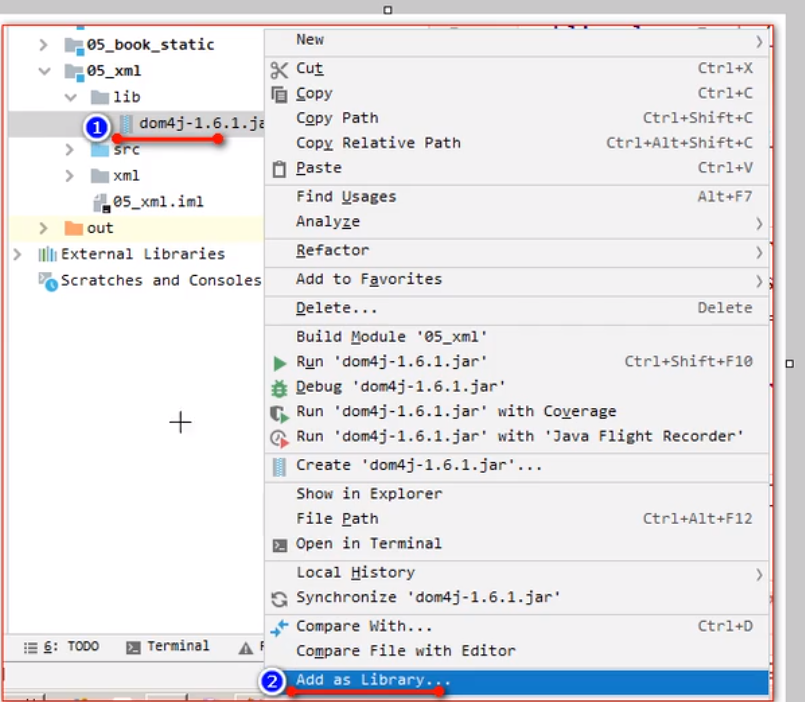 05_book_static
05_xml
lib
1 dom4j-1.6.1.ja
src
xml
05_xml.iml
out
External Libraries
Scratches and Consoles
6: TODO Terminal
New
Cut Ctrl+X
Copy Ctrl+C
Copy Path Ctrl+Shift+C
Copy Relative Path Ctrl+Alt+Shift+C
Paste Ctrl+V
Find Usages Alt+F7
Analyze
Refactor
Add to Favorites
Delete... Delete
Build Module '05_xml'
Run 'dom4j-1.6.1.jar' Ctrl+Shift+F10
Debug 'dom4j-1.6.1.jar'
Run 'dom4j-1.6.1.jar' with Coverage
Run 'dom4j-1.6.1.jar' with 'Java Flight Recorder'
Create 'dom4j-1.6.1.jar'...
Show in Explorer
File Path Ctrl+Alt+F12
Open in Terminal
Local History
Synchronize 'dom4j-1.6.1.jar'
Compare With... Ctrl+D
Compare File with Editor
2 Add as Library...